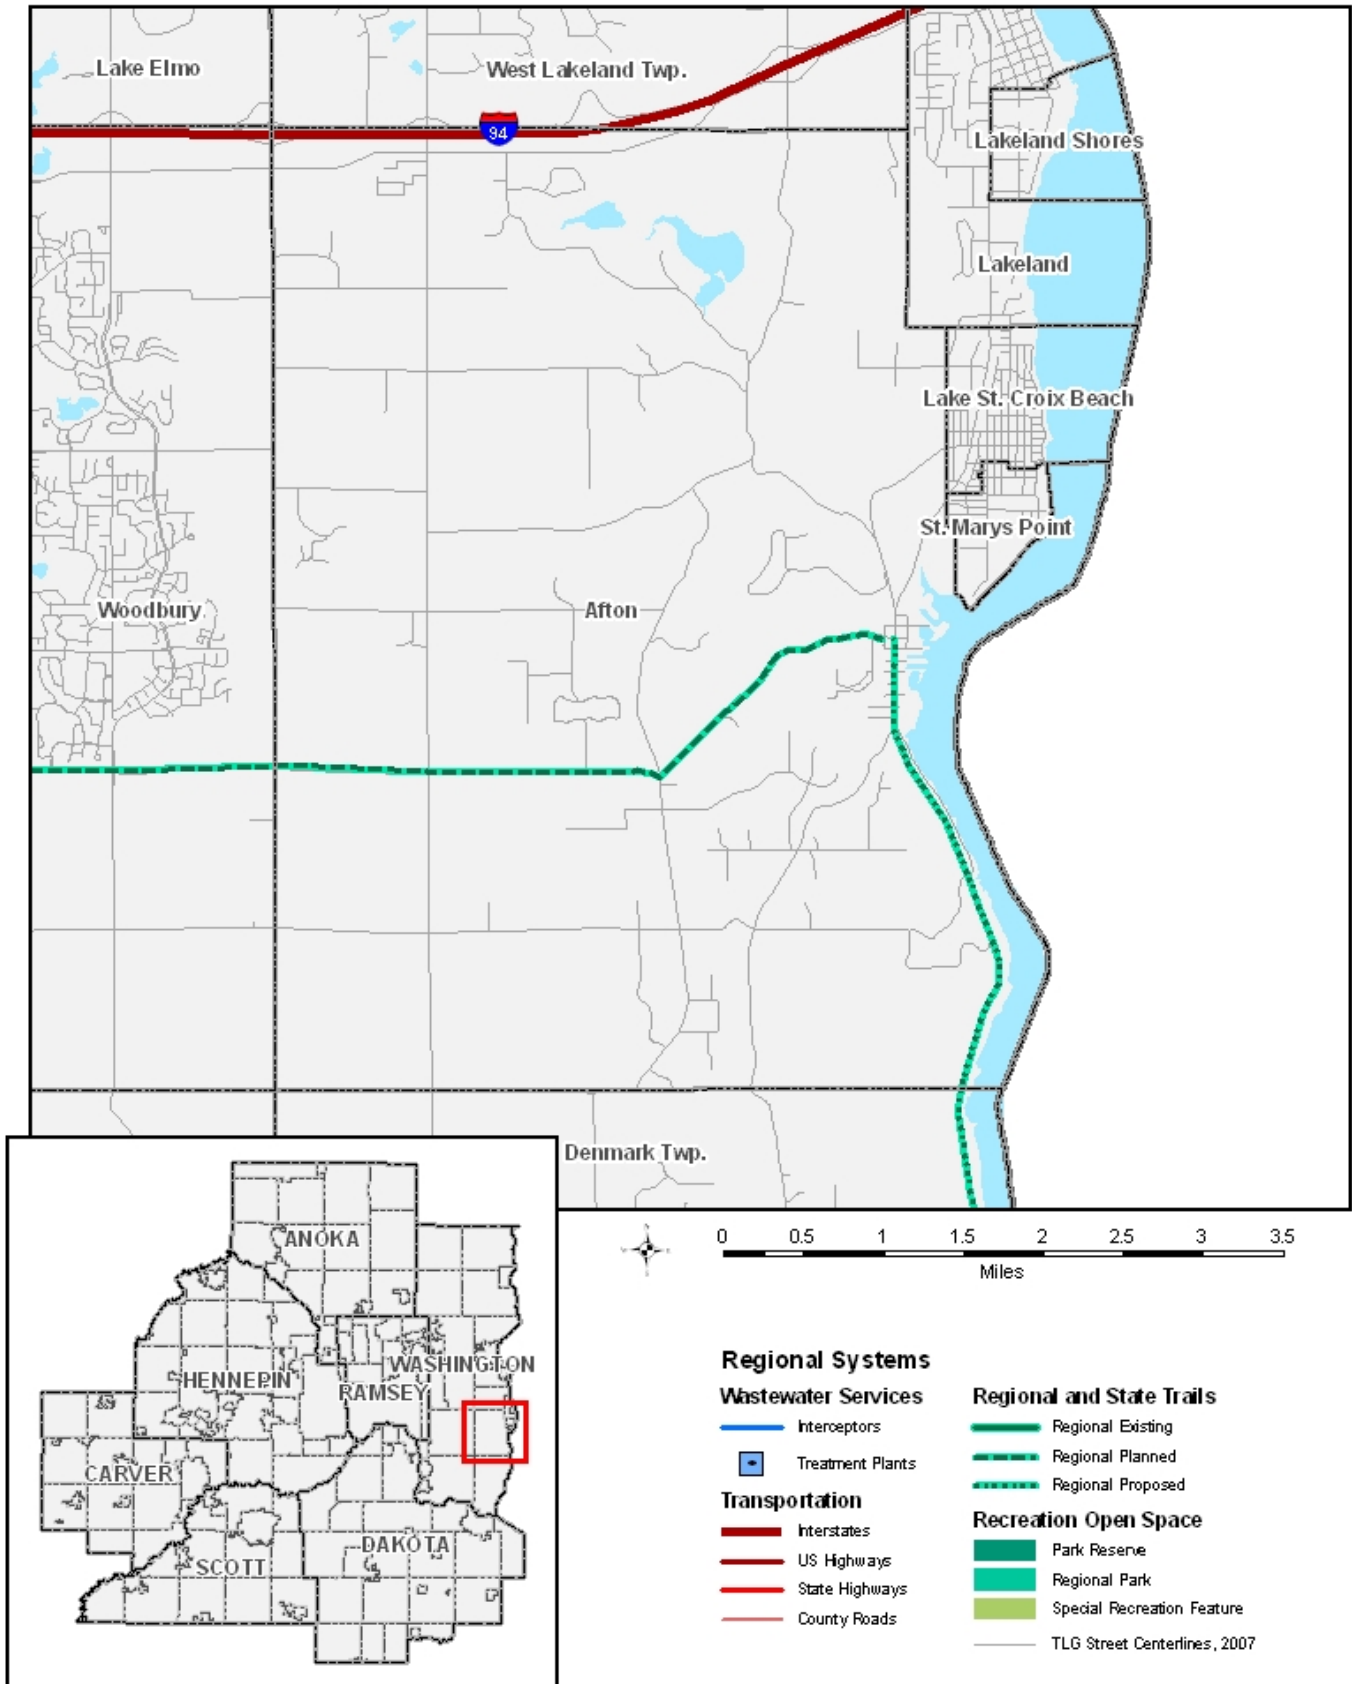 Lake Elmo
West Lakeland Twp.
94
Lakeland Shores
Lakeland
Lake St. Croix Beach
St. Marys Point
Woodbury
Afton
Denmark Twp.
ANOKA
HENNEPIN
RAMSEY
WASHINGTON
CARVER
SCOTT
DAKOTA
0 0.5 1 1.5 2 2.5 3 3.5
Miles
Regional Systems
Wastewater Services
Interceptors
Treatment Plants
Transportation
Interstates
US Highways
State Highways
County Roads
Regional and State Trails
Regional Existing
Regional Planned
Regional Proposed
Recreation Open Space
Park Reserve
Regional Park
Special Recreation Feature
TLG Street Centerlines, 2007